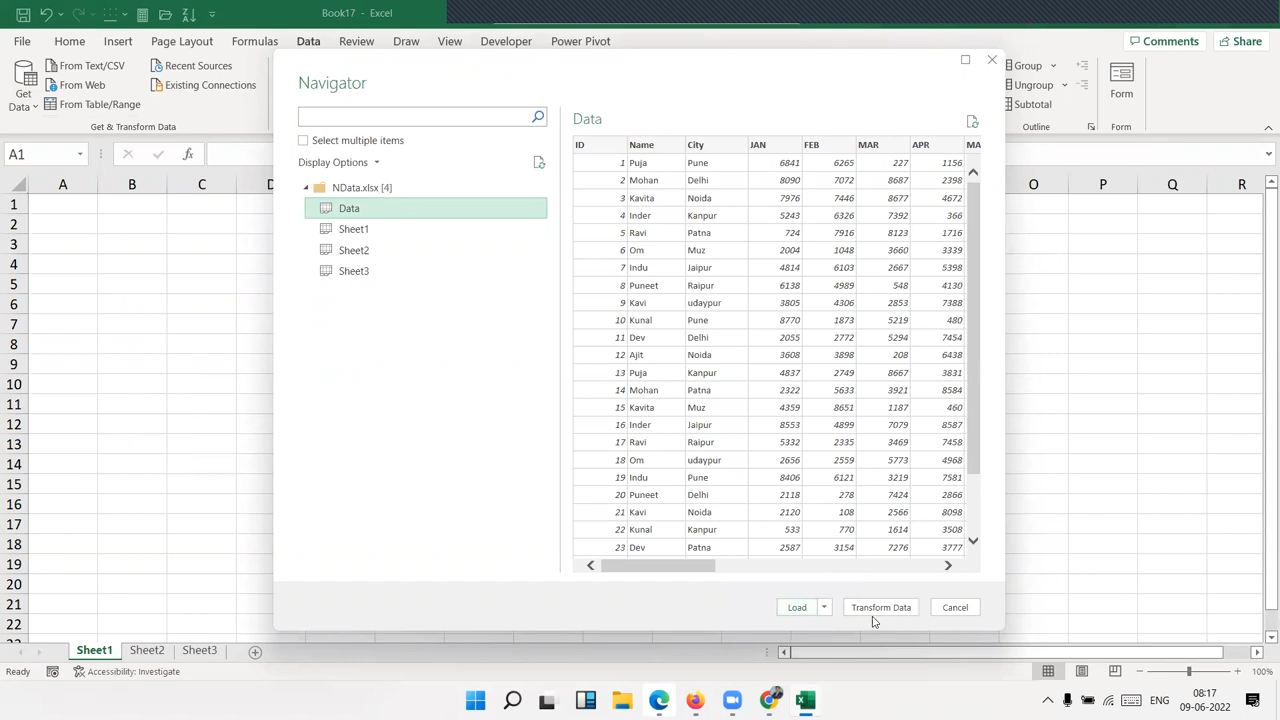 Book17 - Excel
File Home Insert Page Layout Formulas Data Review Draw View Developer Power Pivot Comments Share
Get Data
From Text/CSV
From Web
From Table/Range
Recent Sources
Existing Connections
Get & Transform Data
Group
Ungroup
Subtotal
Outline
Form
Form
A1
fx
A B C D O P Q R
1
2
3
4
5
6
7
8
9
10
11
12
13
14
15
16
17
18
19
20
21
22
Navigator
Select multiple items
Display Options
NData.xlsx [4]
Data
Sheet1
Sheet2
Sheet3
Data
ID Name City JAN FEB MAR APR MA
1 Puja Pune 6841 6265 227 1156
2 Mohan Delhi 8090 7072 8687 2398
3 Kavita Noida 7976 7446 8677 4672
4 Inder Kanpur 5243 6326 7392 366
5 Ravi Patna 724 7916 8123 1716
6 Om Muz 2004 1048 3660 3339
7 Indu Jaipur 4814 6103 2667 5398
8 Puneet Raipur 6138 4989 548 4130
9 Kavi udaypur 3805 4306 2853 7388
10 Kunal Pune 8770 1873 5219 480
11 Dev Delhi 2055 2772 5294 7454
12 Ajit Noida 3608 3898 208 6438
13 Puja Kanpur 4837 2749 8667 3831
14 Mohan Patna 2322 5633 3921 8584
15 Kavita Muz 4359 8651 1187 460
16 Inder Jaipur 8553 4899 7079 8587
17 Ravi Raipur 5332 2335 3469 7458
18 Om udaypur 2656 2559 5773 4968
19 Indu Pune 8406 6121 3219 7581
20 Puneet Delhi 2118 278 7424 2866
21 Kavi Noida 2120 108 2566 8098
22 Kunal Kanpur 533 770 1614 3508
23 Dev Patna 2587 3154 7276 3777
Load Transform Data Cancel
Sheet1 Sheet2 Sheet3
Ready Accessibility: Investigate 100%
ENG 08:17
09-06-2022